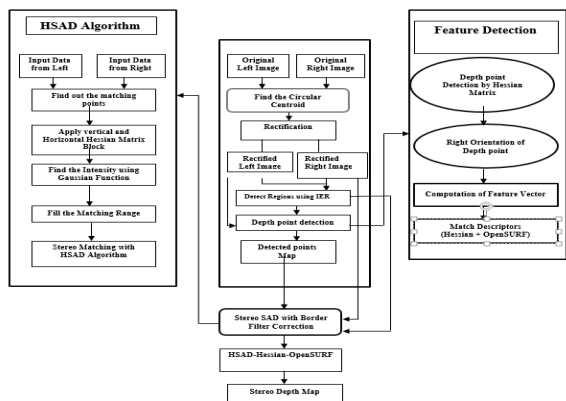 HSAD Algorithm
Input Data
from Left
Input Data
from Right
Find out the matching
points
Apply vertical and
Horizontal Hessian Matrix
Block
Find the Intensity using
Gaussian Function
Fill the Matching Range
Stereo Matching with
HSAD Algorithm
Original
Left Image
Original
Right Image
Find the Circular
Centroid
Rectification
Rectified
Left Image
Rectified
Right Image
Detect Regions using IER
Depth point detection
Detected points
Map
Stereo SAD with Border
Filter Correction
HSAD-Hessian-OpenSURF
Stereo Depth Map
Feature Detection
Depth point
Detection by Hessian
Matrix
Right Orientation of
Depth point
Computation of Feature Vector
Match Descriptors
(Hessian + OpenSURF)